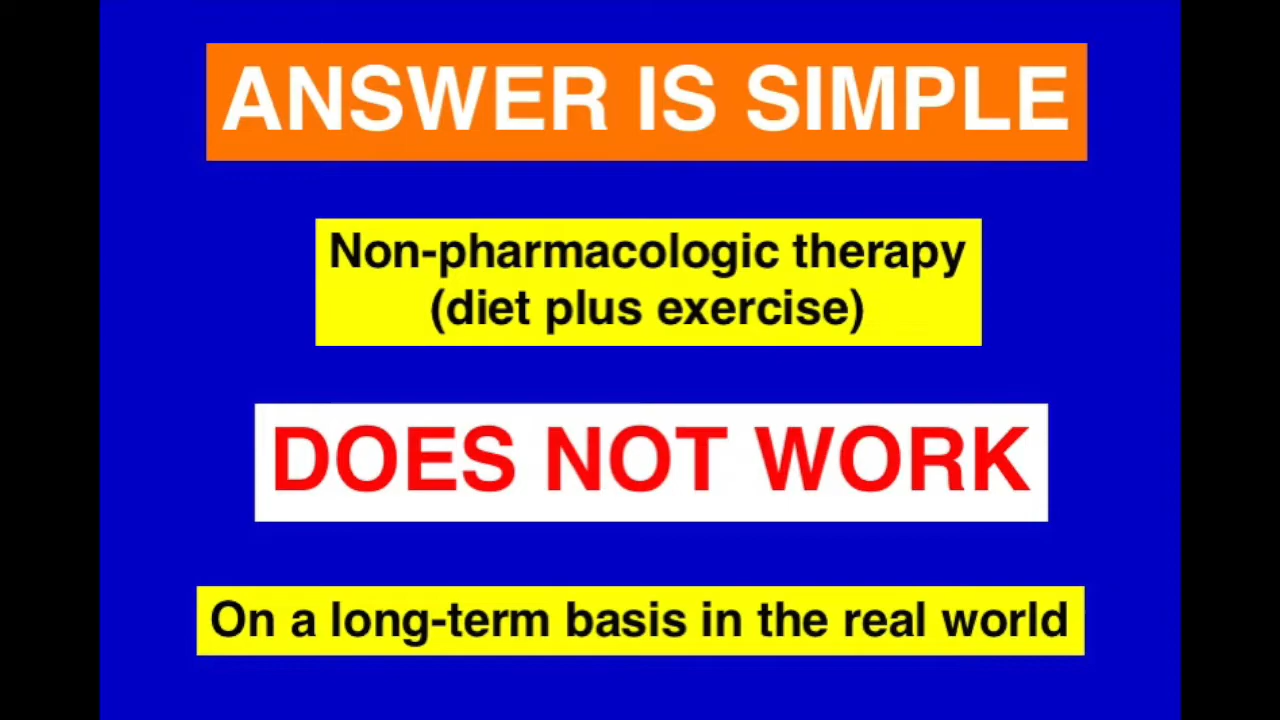 ANSWER IS SIMPLE
Non-pharmacologic therapy
(diet plus exercise)
DOES NOT WORK
On a long-term basis in the real world